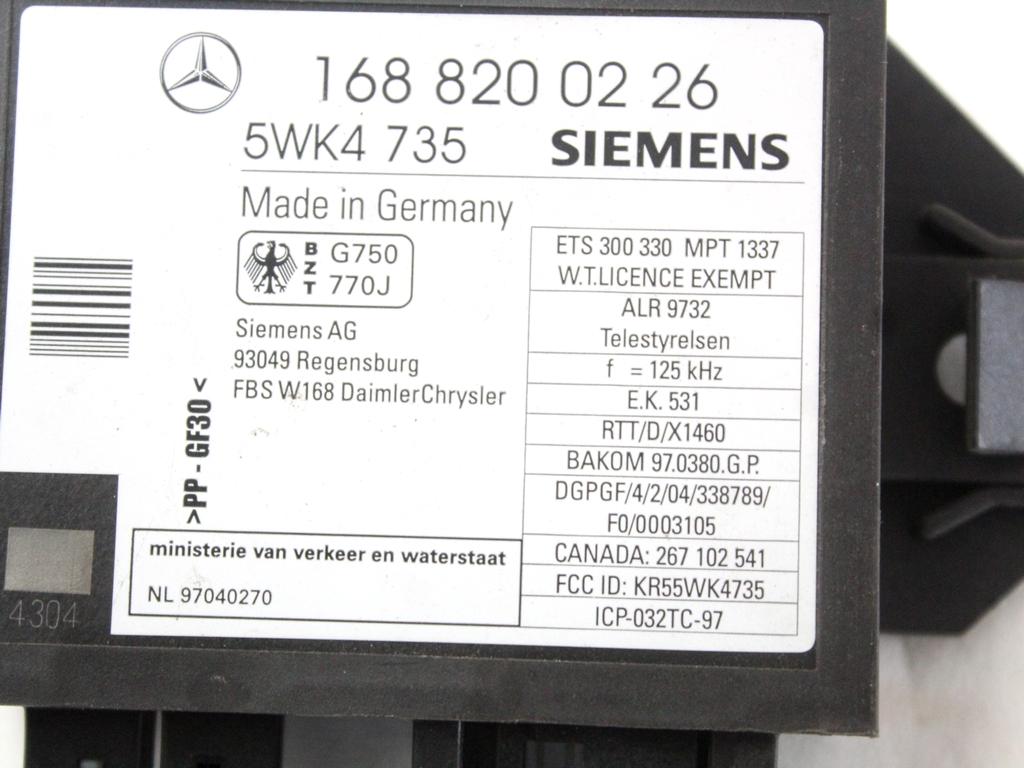 168 820 02 26
5WK4 735 SIEMENS
Made in Germany
BZT G750
770J
Siemens AG
93049 Regensburg
FBS W168 DaimlerChrysler
>PP - GF30<
ETS 300 330 MPT 1337
W.T.LICENCE EXEMPT
ALR 9732
Telestyrelsen
f = 125 kHz
E.K. 531
RTT/D/X1460
BAKOM 97.0380.G.P.
DGPGF/4/2/04/338789/
F0/0003105
CANADA: 267 102 541
FCC ID: KR55WK4735
ICP-032TC-97
ministerie van verkeer en waterstaat
NL 97040270
4304